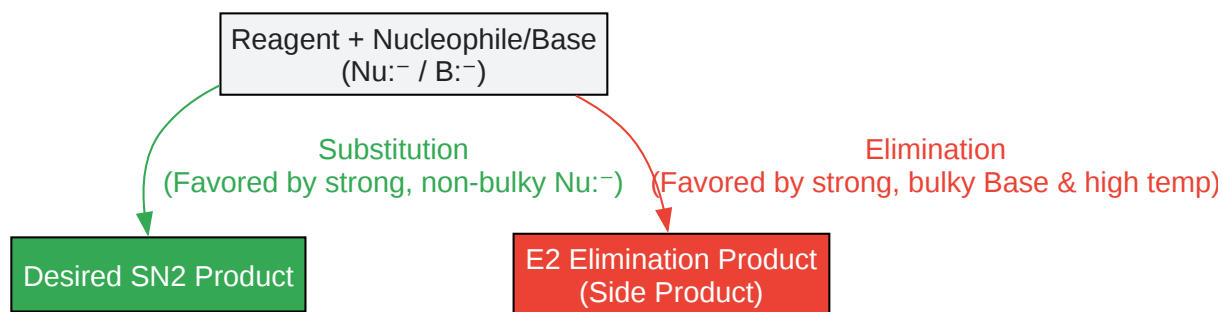 Reagent + Nucleophile/Base
(Nu:⁻ / B:⁻)
Substitution
(Favored by strong, non-bulky Nu:⁻)
Elimination
(Favored by strong, bulky Base & high temp)
Desired SN2 Product
E2 Elimination Product
(Side Product)